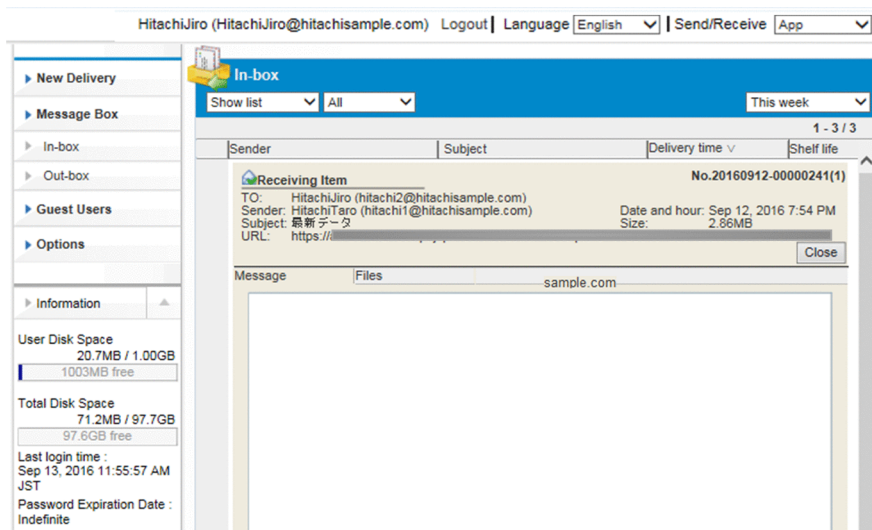 HitachiJiro (HitachiJiro@hitachisample.com) Logout Language English Send/Receive App
New Delivery
Message Box
In-box
Out-box
Guest Users
Options
Information
User Disk Space
20.7MB / 1.00GB
1003MB free
Total Disk Space
71.2MB / 97.7GB
97.6GB free
Last login time :
Sep 13, 2016 11:55:57 AM
JST
Password Expiration Date :
Indefinite
In-box
Show list All This week
1 - 3 / 3
Sender Subject Delivery time ∨ Shelf life
Receiving Item No.20160912-00000241(1)
TO: HitachiJiro (hitachi2@hitachisample.com)
Sender: HitachiTaro (hitachi1@hitachisample.com) Date and hour: Sep 12, 2016 7:54 PM
Subject: 最新データ Size: 2.86MB
URL: https://
Close
Message Files sample.com